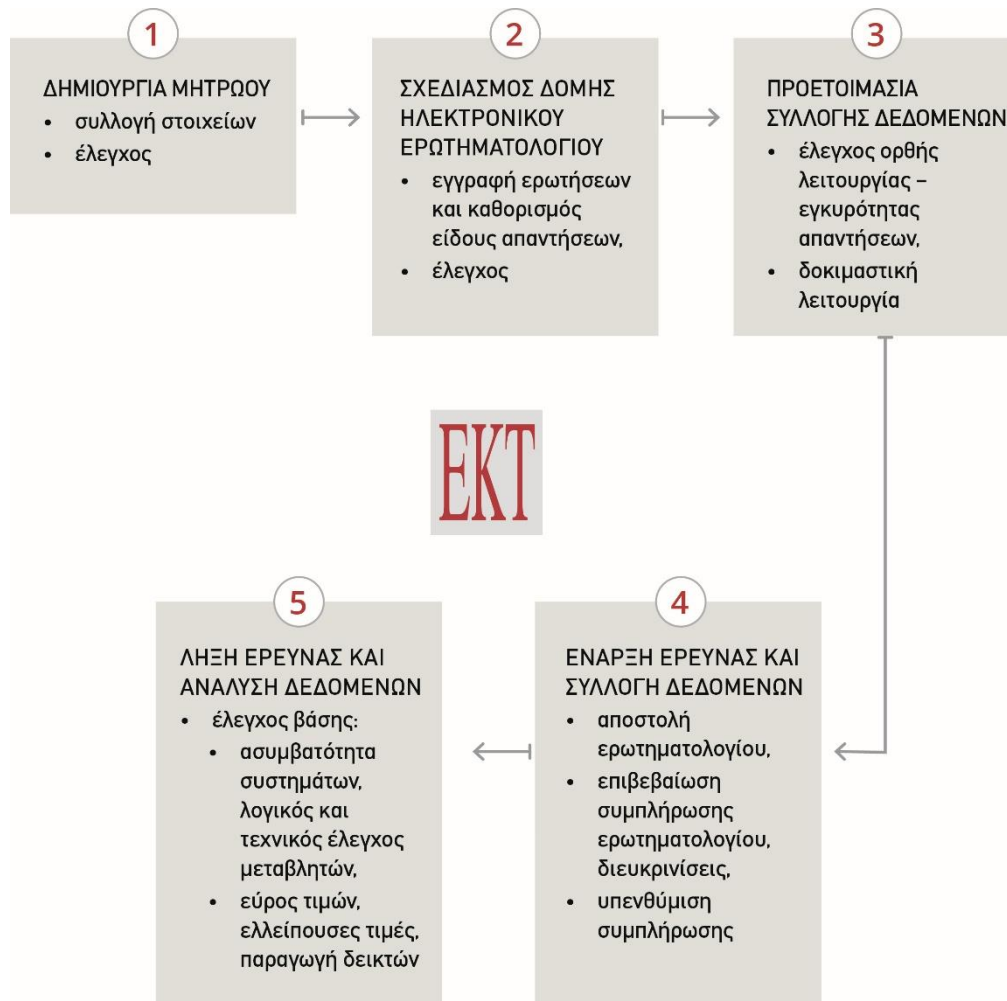 1
ΔΗΜΙΟΥΡΓΙΑ ΜΗΤΡΩΟΥ
• συλλογή στοιχείων
• έλεγχος
2
ΣΧΕΔΙΑΣΜΟΣ ΔΟΜΗΣ
ΗΛΕΚΤΡΟΝΙΚΟΥ
ΕΡΩΤΗΜΑΤΟΛΟΓΙΟΥ
• εγγραφή ερωτήσεων
και καθορισμός
είδους απαντήσεων,
• έλεγχος
3
ΠΡΟΕΤΟΙΜΑΣΙΑ
ΣΥΛΛΟΓΗΣ ΔΕΔΟΜΕΝΩΝ
• έλεγχος ορθής
λειτουργίας –
εγκυρότητας
απαντήσεων,
• δοκιμαστική
λειτουργία
ΕΚΤ
4
ΕΝΑΡΞΗ ΕΡΕΥΝΑΣ ΚΑΙ
ΣΥΛΛΟΓΗ ΔΕΔΟΜΕΝΩΝ
• αποστολή
ερωτηματολογίου,
• επιβεβαίωση
συμπλήρωσης
ερωτηματολογίου,
διευκρινίσεις,
• υπενθύμιση
συμπλήρωσης
5
ΛΗΞΗ ΕΡΕΥΝΑΣ ΚΑΙ
ΑΝΑΛΥΣΗ ΔΕΔΟΜΕΝΩΝ
• έλεγχος βάσης:
• ασυμβατότητα
συστημάτων,
λογικός και
τεχνικός έλεγχος
μεταβλητών,
• εύρος τιμών,
ελλείπουσες τιμές,
παραγωγή δεικτών